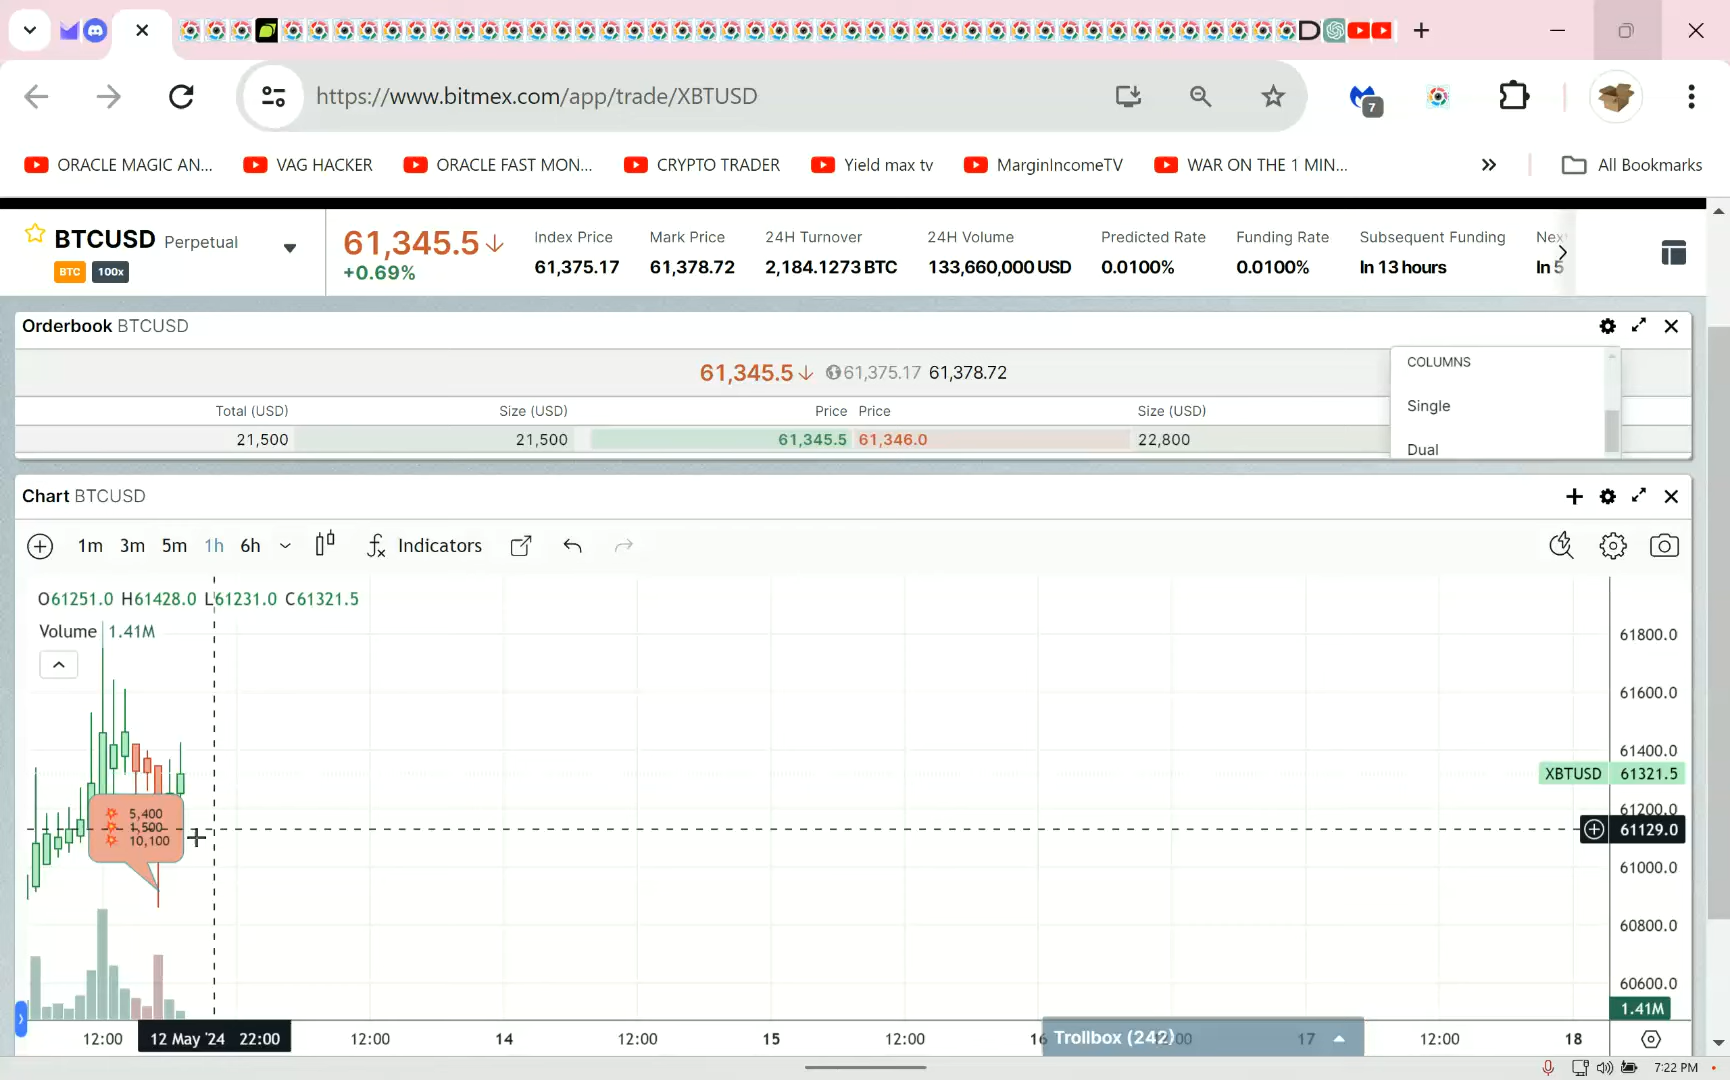 https://www.bitmex.com/app/trade/XBTUSD
7
ORACLE MAGIC AN... VAG HACKER ORACLE FAST MON... CRYPTO TRADER Yield max tv MarginIncomeTV WAR ON THE 1 MIN... » All Bookmarks
BTCUSD Perpetual
BTC 100x
61,345.5
+0.69%
Index Price Mark Price 24H Turnover 24H Volume Predicted Rate Funding Rate Subsequent Funding Nex
61,375.17 61,378.72 2,184.1273 BTC 133,660,000 USD 0.0100% 0.0100% In 13 hours In 5
Orderbook BTCUSD
61,345.5 61,375.17 61,378.72
COLUMNS
Single
Dual
Total (USD) Size (USD) Price Price Size (USD)
21,500 21,500 61,345.5 61,346.0 22,800
Chart BTCUSD
1m 3m 5m 1h 6h Indicators
O61251.0 H61428.0 L61231.0 C61321.5
Volume 1.41M
61800.0
61600.0
61400.0
XBTUSD 61321.5
61200.0
61129.0
61000.0
60800.0
60600.0
1.41M
5,400
1,500
10,100
12:00 12 May '24 22:00 12:00 14 12:00 15 12:00 16 17 12:00 18
Trollbox (242)
7:22 PM